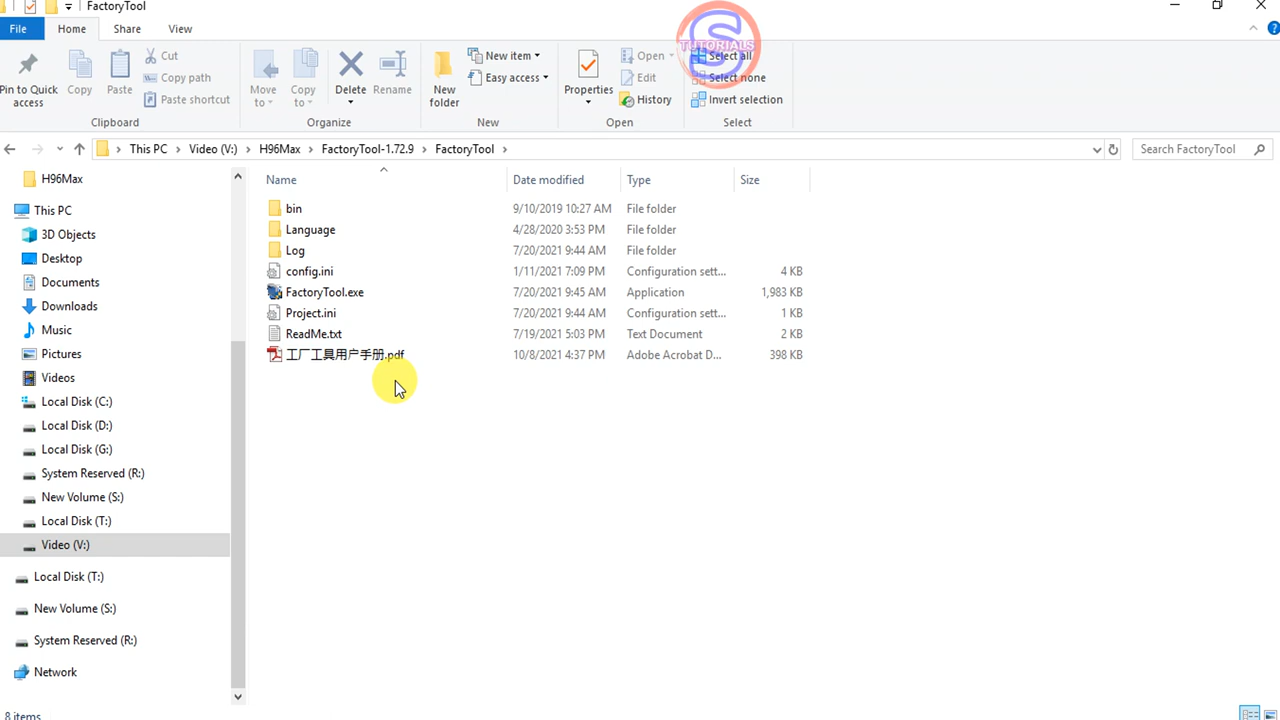 FactoryTool
File Home Share View
S
TUTORIALS
Pin to Quick access
Copy
Paste
Cut
Copy path
Paste shortcut
Clipboard
Move to
Copy to
Delete
Rename
Organize
New folder
New item
Easy access
New
Properties
Open
Edit
History
Open
Select all
Select none
Invert selection
Select
This PC > Video (V:) > H96Max > FactoryTool-1.72.9 > FactoryTool >
Search FactoryTool
H96Max
This PC
3D Objects
Desktop
Documents
Downloads
Music
Pictures
Videos
Local Disk (C:)
Local Disk (D:)
Local Disk (G:)
System Reserved (R:)
New Volume (S:)
Local Disk (T:)
Video (V:)
Local Disk (T:)
New Volume (S:)
System Reserved (R:)
Network
Name Date modified Type Size
bin 9/10/2019 10:27 AM File folder
Language 4/28/2020 3:53 PM File folder
Log 7/20/2021 9:44 AM File folder
config.ini 1/11/2021 7:09 PM Configuration sett... 4 KB
FactoryTool.exe 7/20/2021 9:45 AM Application 1,983 KB
Project.ini 7/20/2021 9:44 AM Configuration sett... 1 KB
ReadMe.txt 7/19/2021 5:03 PM Text Document 2 KB
工厂工具用户手册.pdf 10/8/2021 4:37 PM Adobe Acrobat D... 398 KB
8 items